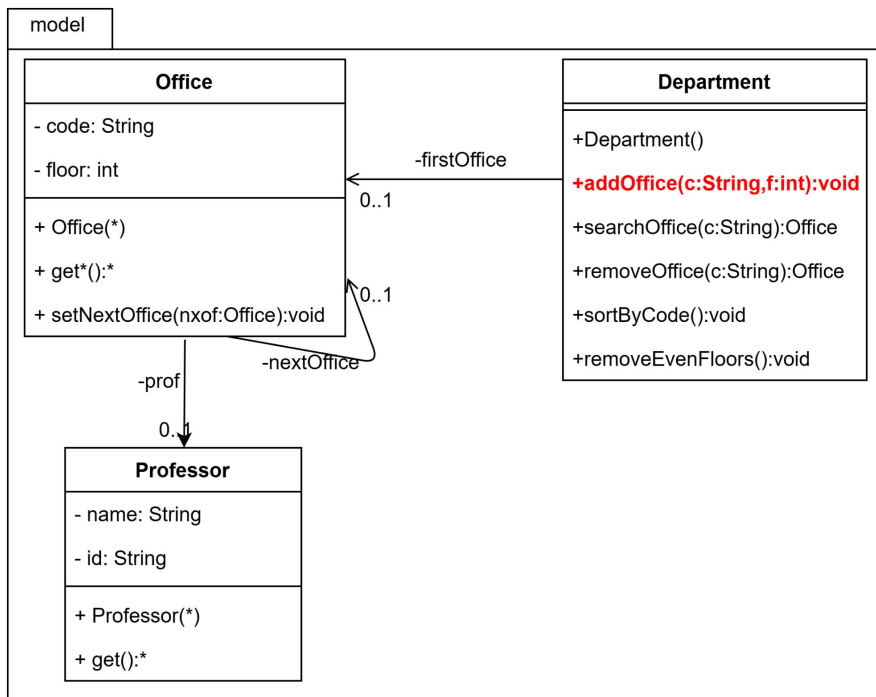 model
Office
- code: String
- floor: int
+ Office(*)
+ get*():*
+ setNextOffice(nxof:Office):void
-firstOffice
0..1
0..1
-nextOffice
Department
+Department()
+addOffice(c:String,f:int):void
+searchOffice(c:String):Office
+removeOffice(c:String):Office
+sortByCode():void
+removeEvenFloors():void
-prof
0..1
Professor
- name: String
- id: String
+ Professor(*)
+ get():*